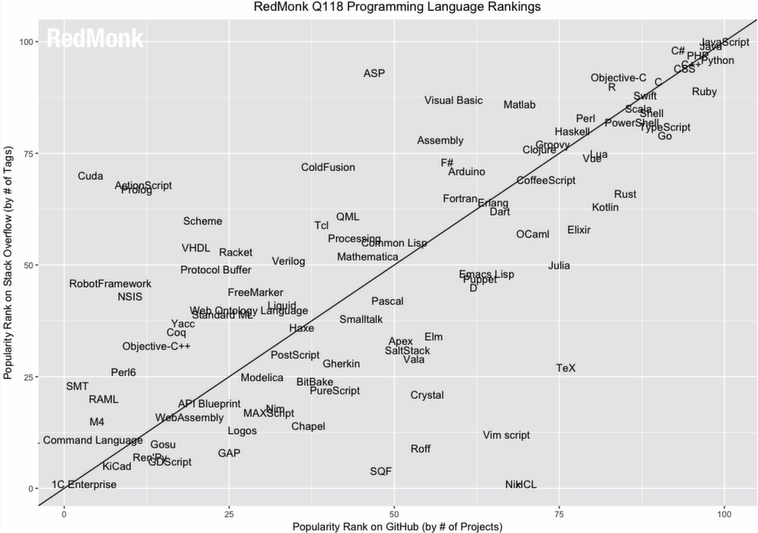 RedMonk Q118 Programming Language Rankings
RedMonk
Popularity Rank on Stack Overflow (by # of Tags)
100
75
50
25
0
JavaScript
Java
C#
PHP
Python
C++
CSS
ASP
Objective-C
C
R
Ruby
Swift
Visual Basic
Matlab
Scala
Shell
Perl
PowerShell
TypeScript
Haskell
Go
Assembly
Groovy
Clojure
Lua
Vue
F#
ColdFusion
Arduino
Cuda
CoffeeScript
ActionScript
Prolog
Rust
Fortran
Erlang
Kotlin
Dart
QML
Scheme
Tcl
Elixir
OCaml
Processing
Common Lisp
VHDL
Racket
Mathematica
Verilog
Julia
Protocol Buffer
Emacs Lisp
Puppet
RobotFramework
D
FreeMarker
NSIS
Pascal
Liquid
Web Ontology Language
Standard ML
Smalltalk
Yacc
Haxe
Coq
Elm
Apex
Objective-C++
SaltStack
PostScript
Vala
Gherkin
TeX
Perl6
Modelica
BitBake
SMT
PureScript
Crystal
RAML
API Blueprint
Nim
MAXScript
WebAssembly
M4
Chapel
Logos
Vim script
Command Language
Gosu
Roff
GAP
Ren'Py
GDScript
KiCad
SQF
1C Enterprise
Nix
HCL
0
25
50
75
100
Popularity Rank on GitHub (by # of Projects)